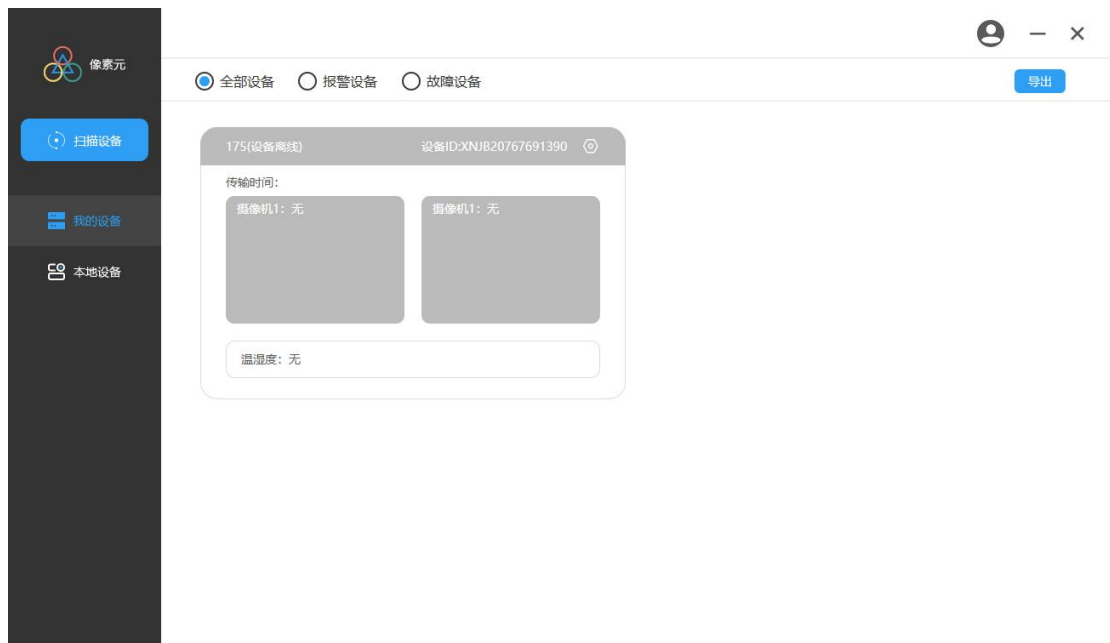 像素元
全部设备 报警设备 故障设备 导出
扫描设备
175(设备离线) 设备ID:XNJB20767691390
传输时间:
摄像机1: 无 摄像机1: 无
我的设备
本地设备
温湿度: 无